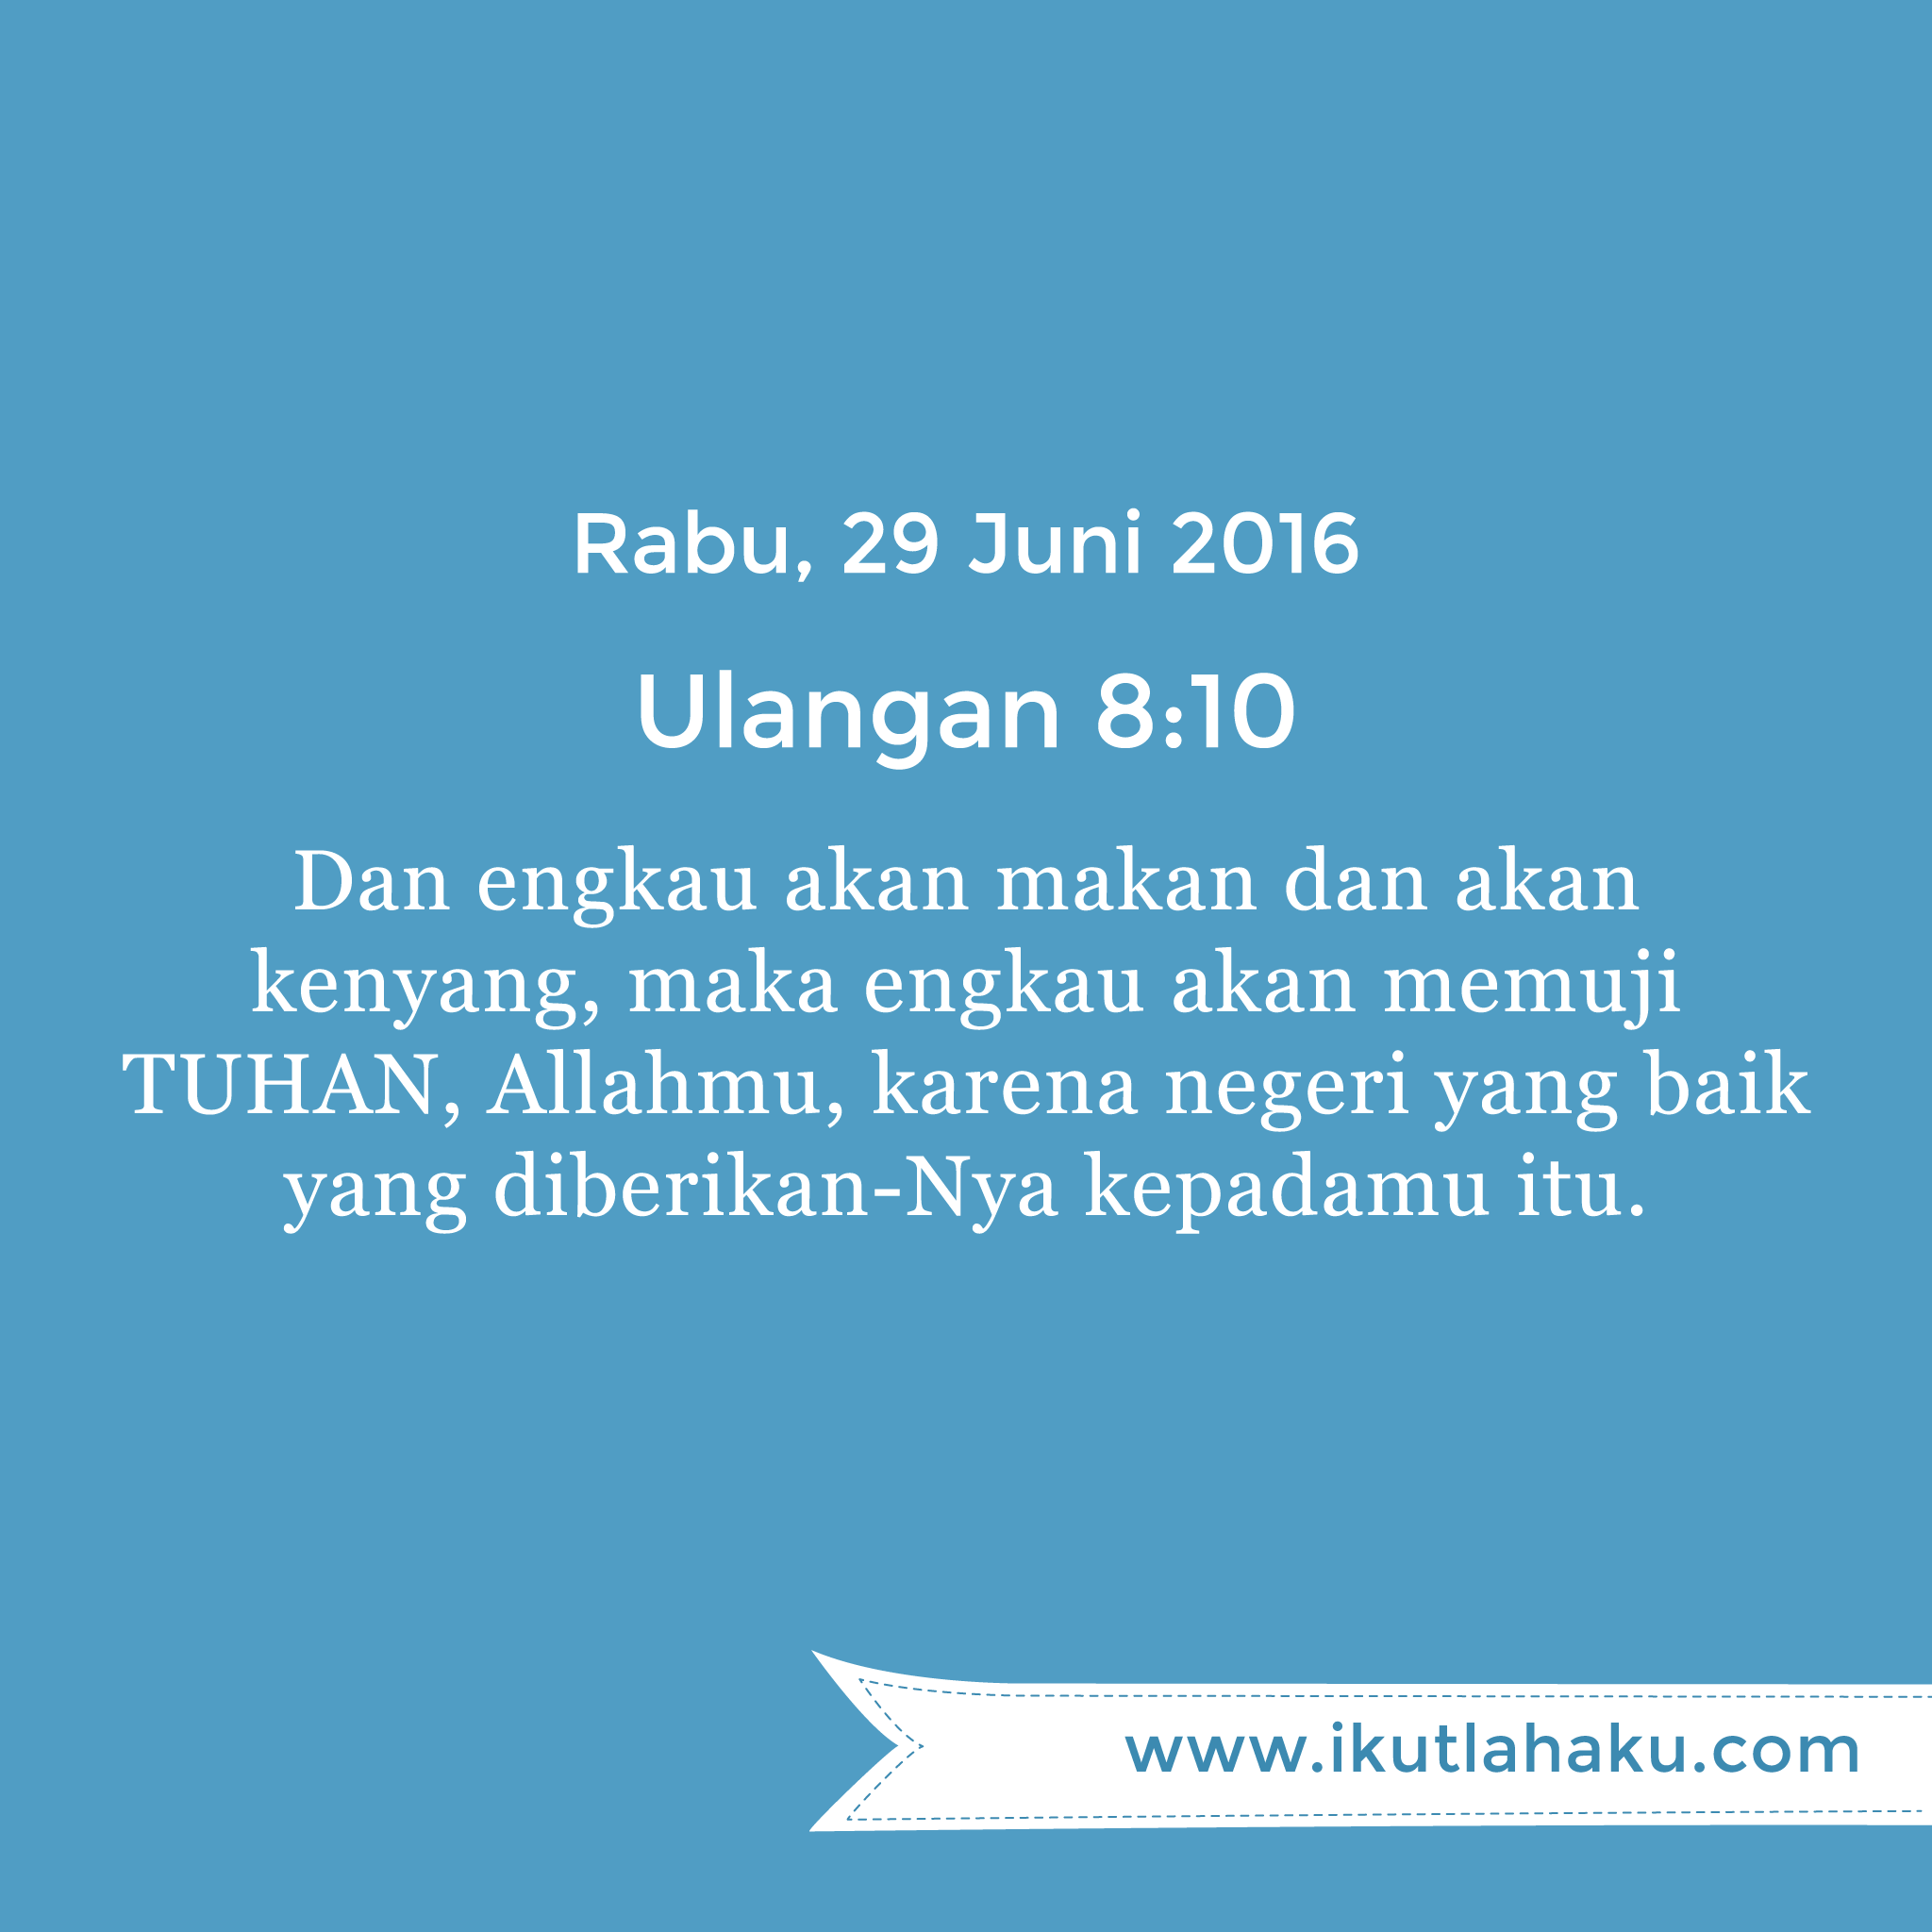 Rabu, 29 Juni 2016
Ulangan 8:10
Dan engkau akan makan dan akan
kenyang, maka engkau akan memuji
TUHAN, Allahmu, karena negeri yang baik
yang diberikan-Nya kepadamu itu.
www.ikutlahaku.com